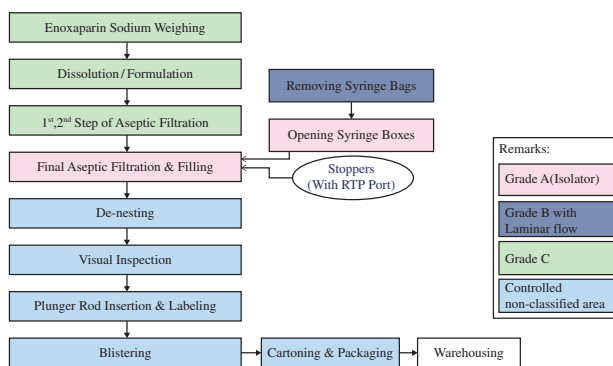 Enoxaparin Sodium Weighing
Dissolution/Formulation
1st,2nd Step of Aseptic Filtration
Final Aseptic Filtration & Filling
De-nesting
Visual Inspection
Plunger Rod Insertion & Labeling
Blistering
Cartoning & Packaging
Warehousing
Removing Syringe Bags
Opening Syringe Boxes
Stoppers
(With RTP Port)
Remarks:
Grade A(Isolator)
Grade B with
Laminar flow
Grade C
Controlled
non-classified area